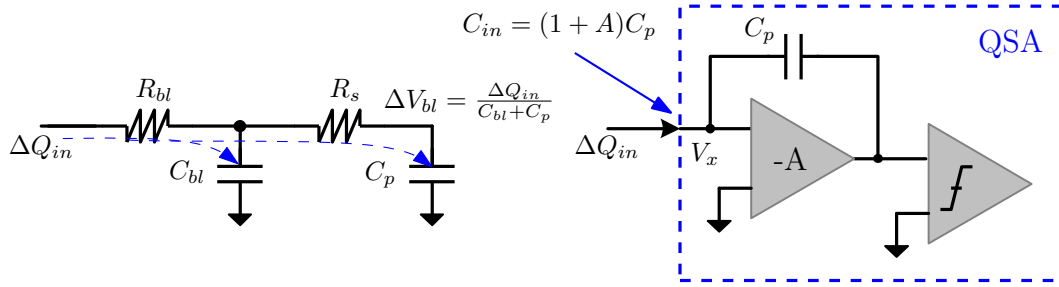 R_{bl}
R_s
ΔV_{bl} = \frac{ΔQ_{in}}{C_{bl}+C_p}
ΔQ_{in}
C_{bl}
C_p
C_{in} = (1 + A)C_p
C_p
QSA
ΔQ_{in}
V_x
-A